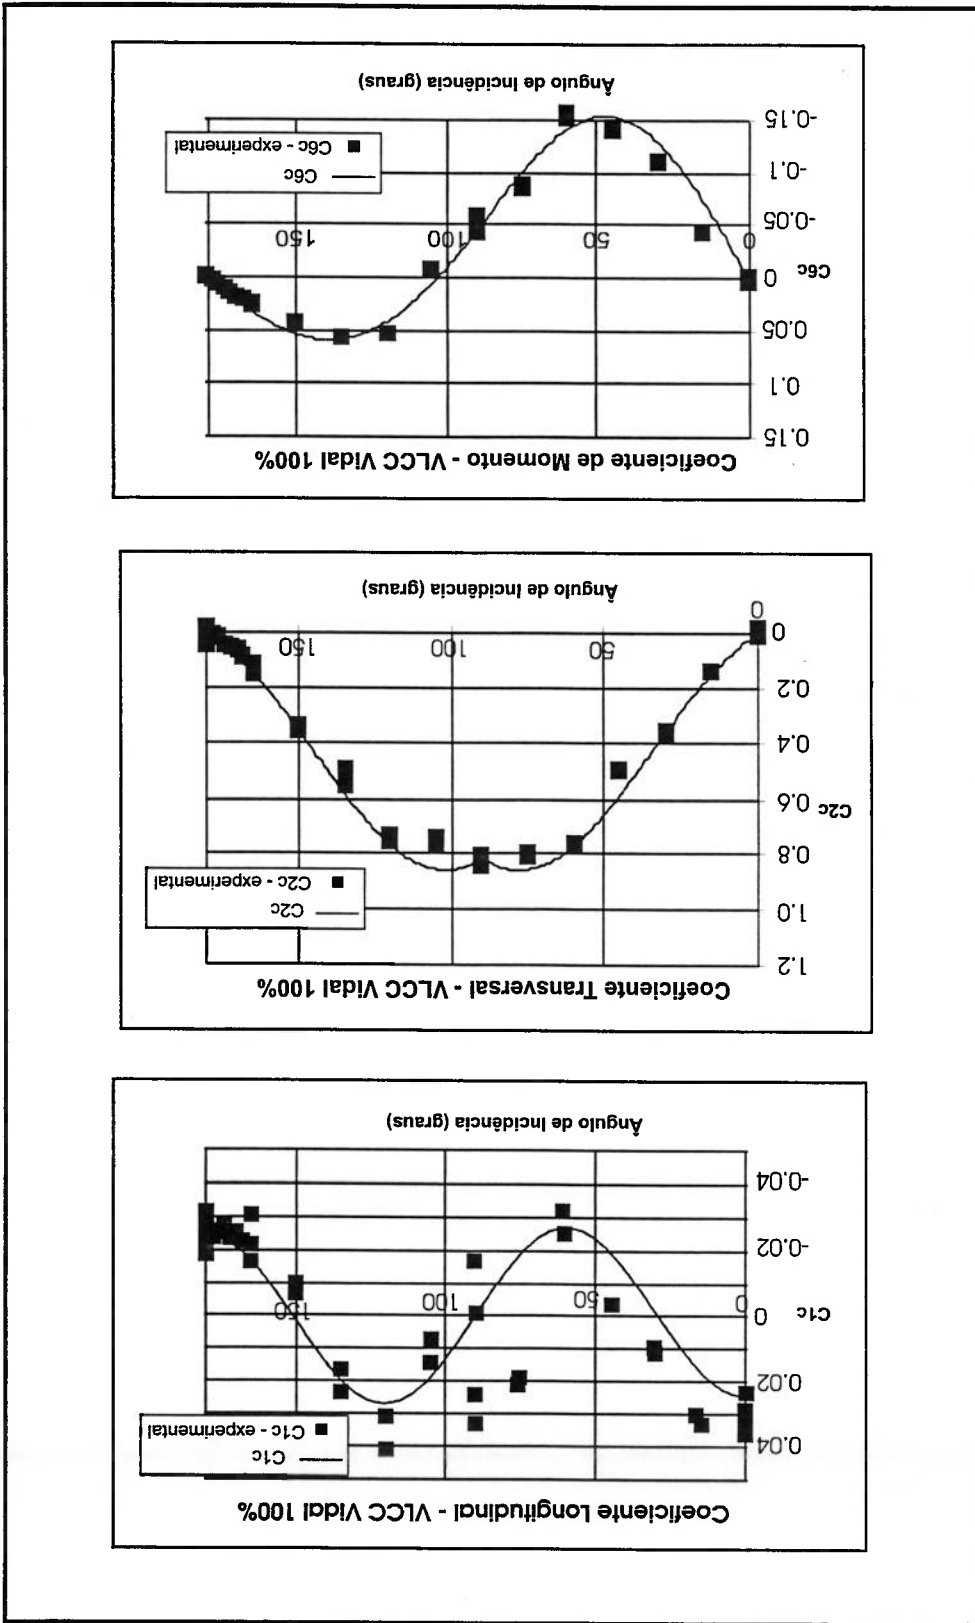 Coeficiente Longitudinal - VLCC Vidal 100%
0.04
0.02
0
-0.02
-0.04
C1c
0
50
100
150
C1c
C1c - experimental
Ângulo de Incidência (graus)
Coeficiente Transversal - VLCC Vidal 100%
1.2
1.0
0.8
0.6
0.4
0.2
0
C2c
0
50
100
150
C2c
C2c - experimental
Ângulo de Incidência (graus)
Coeficiente de Momento - VLCC Vidal 100%
0.15
0.1
0.05
0
-0.05
-0.1
-0.15
C6c
0
50
100
150
C6c
C6c - experimental
Ângulo de Incidência (graus)